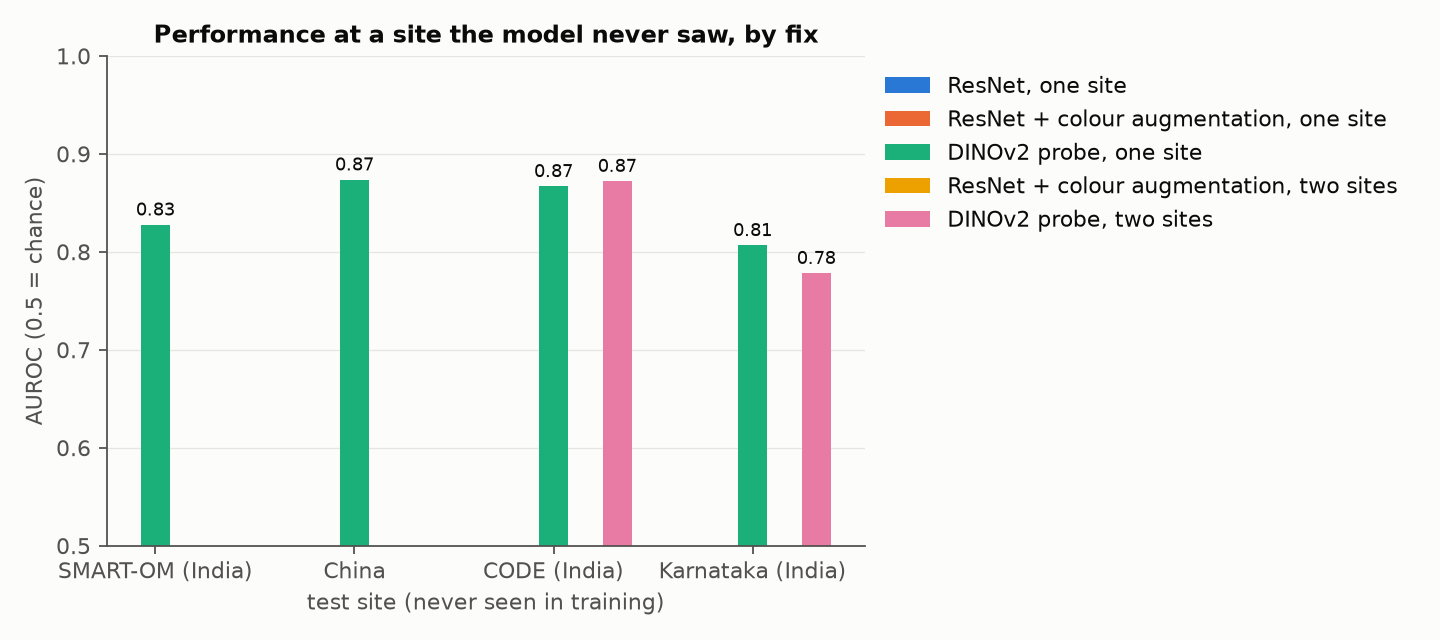 Performance at a site the model never saw, by fix
AUROC (0.5 = chance)
1.0
0.9
0.8
0.7
0.6
0.5
0.83
0.87
0.87
0.87
0.81
0.78
SMART-OM (India)
China
CODE (India)
Karnataka (India)
test site (never seen in training)
ResNet, one site
ResNet + colour augmentation, one site
DINOv2 probe, one site
ResNet + colour augmentation, two sites
DINOv2 probe, two sites